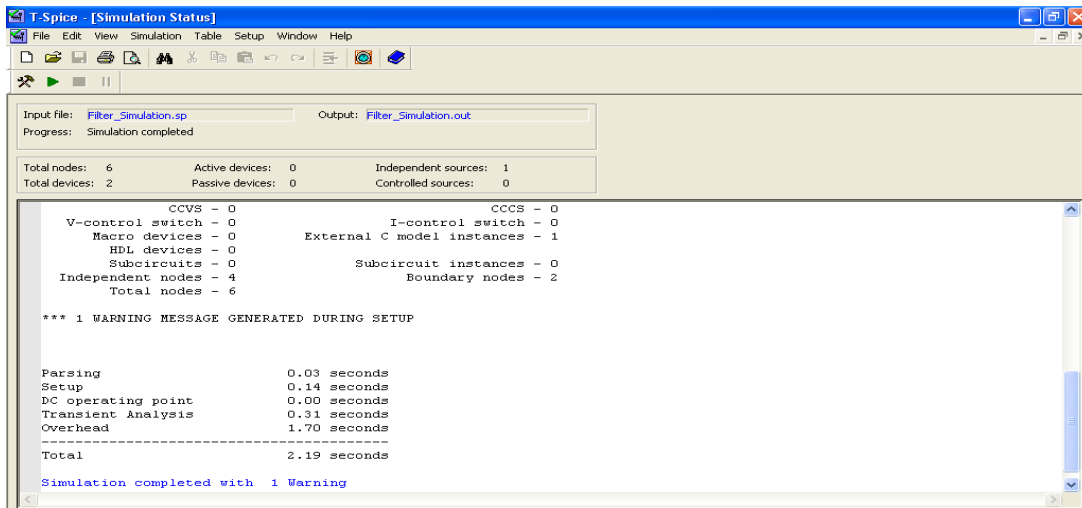 T-Spice - [Simulation Status]
File Edit View Simulation Table Setup Window Help
Input file: Filter_Simulation.sp Output: Filter_Simulation.out
Progress: Simulation completed
Total nodes: 6 Active devices: 0 Independent sources: 1
Total devices: 2 Passive devices: 0 Controlled sources: 0
CCVS - 0 CCCS - 0
V-control switch - 0 I-control switch - 0
Macro devices - 0 External C model instances - 1
HDL devices - 0
Subcircuits - 0 Subcircuit instances - 0
Independent nodes - 4 Boundary nodes - 2
Total nodes - 6
*** 1 WARNING MESSAGE GENERATED DURING SETUP
Parsing 0.03 seconds
Setup 0.14 seconds
DC operating point 0.00 seconds
Transient Analysis 0.31 seconds
Overhead 1.70 seconds
-----------------------------------------
Total 2.19 seconds
Simulation completed with 1 Warning